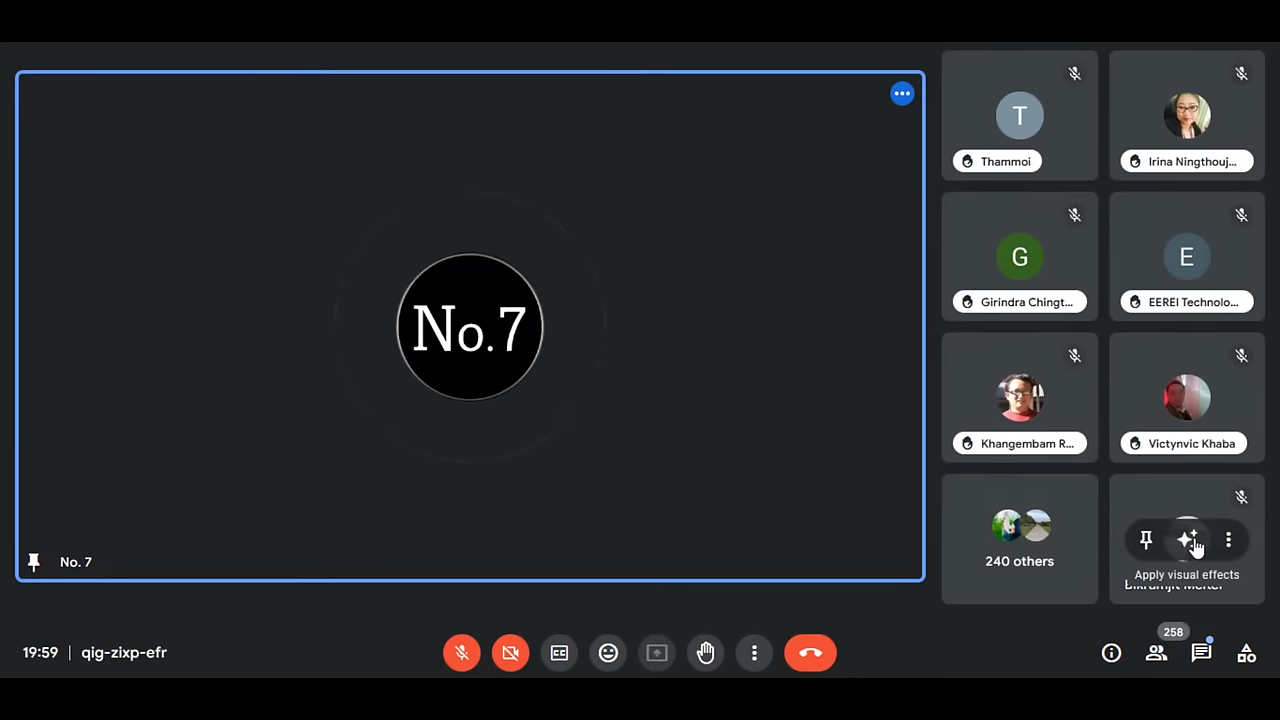 No.7
No. 7
T
Thammoi
Irina Ningthouj...
G
Girindra Chingt...
E
EEREI Technolo...
Khangembam R...
Victynvic Khaba
240 others
Apply visual effects
19:59 | qig-zixp-efr
CC
258